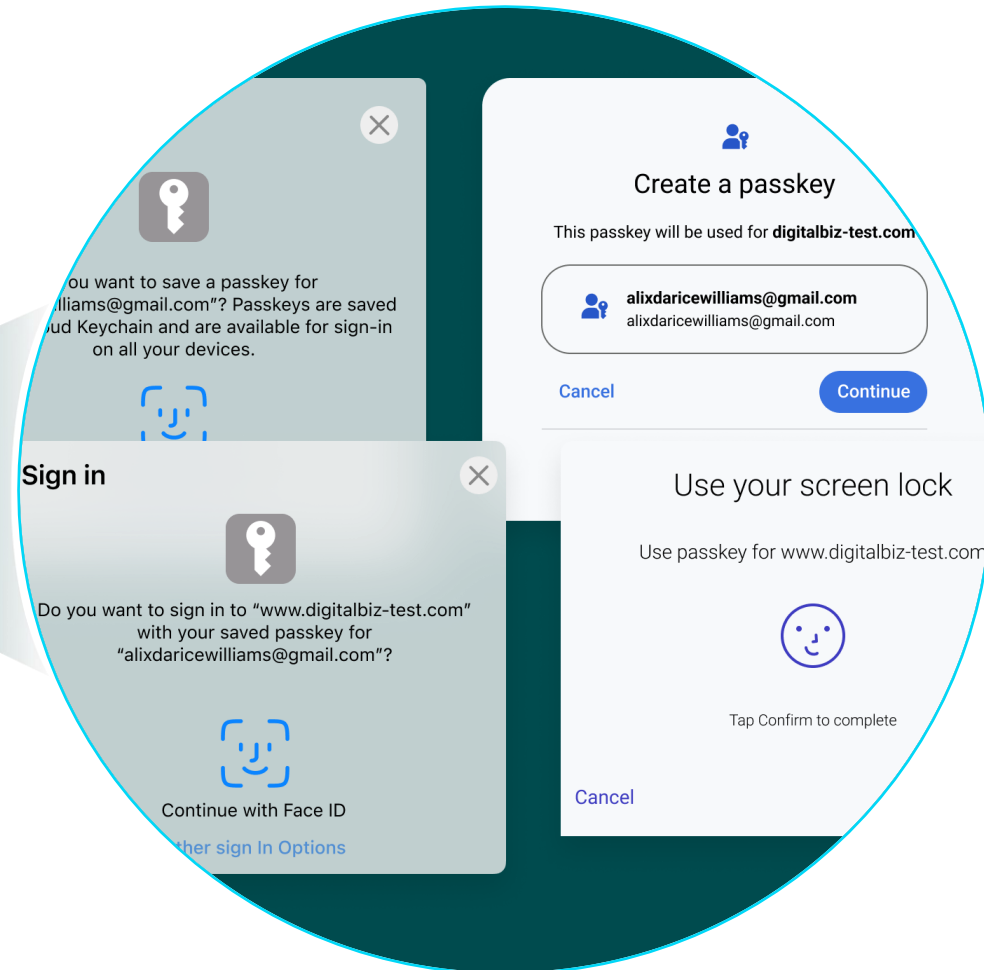 ou want to save a passkey for
lliams@gmail.com"? Passkeys are saved
ud Keychain and are available for sign-in
on all your devices.
Create a passkey
This passkey will be used for digitalbiz-test.com
alixdaricewilliams@gmail.com
alixdaricewilliams@gmail.com
Cancel
Continue
Sign in
Do you want to sign in to “www.digitalbiz-test.com”
with your saved passkey for
“alixdaricewilliams@gmail.com”?
Continue with Face ID
ther sign In Options
Use your screen lock
Use passkey for www.digitalbiz-test.com
Tap Confirm to complete
Cancel